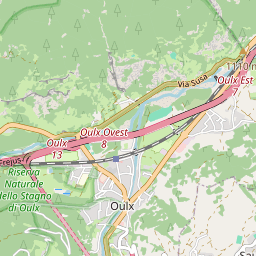 1110 m
Oulx Est
7
Via Susa
Oulx Ovest
8
Oulx
13
Frejus
Riserva
Naturale
dello Stagno
di Oulx
Oulx